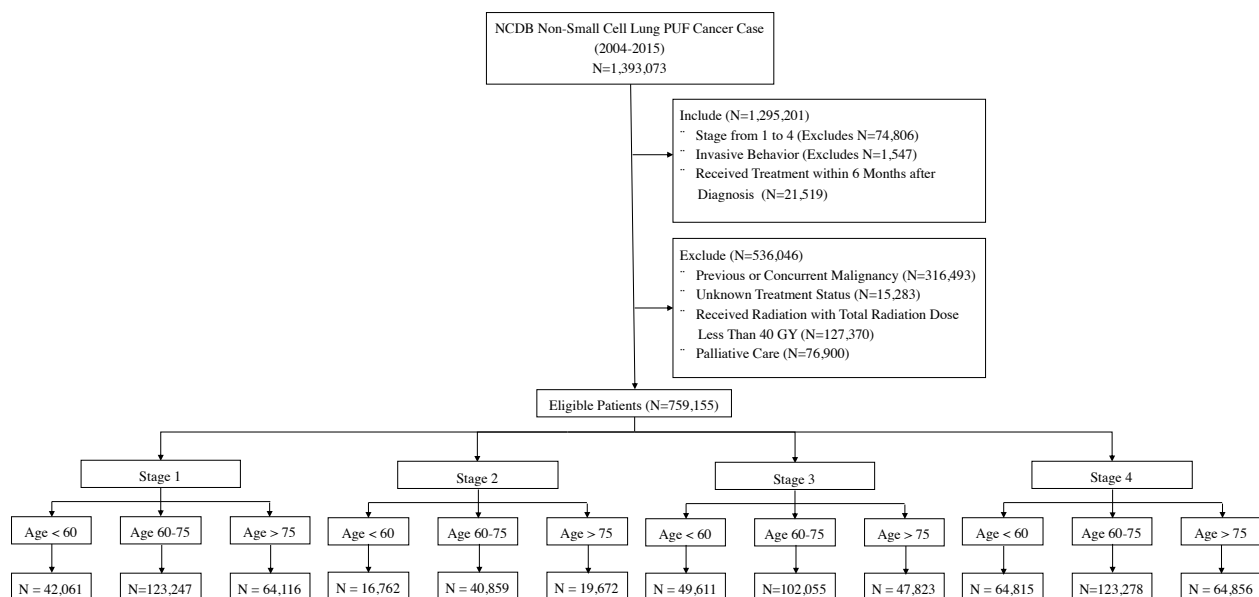 NCDB Non-Small Cell Lung PUF Cancer Case
(2004-2015)
N=1,393,073
Include (N=1,295,201)
¨ Stage from 1 to 4 (Excludes N=74,806)
¨ Invasive Behavior (Excludes N=1,547)
¨ Received Treatment within 6 Months after
Diagnosis (N=21,519)
Exclude (N=536,046)
¨ Previous or Concurrent Malignancy (N=316,493)
¨ Unknown Treatment Status (N=15,283)
¨ Received Radiation with Total Radiation Dose
Less Than 40 GY (N=127,370)
¨ Palliative Care (N=76,900)
Eligible Patients (N=759,155)
Stage 1
Stage 2
Stage 3
Stage 4
Age < 60
Age 60-75
Age > 75
Age < 60
Age 60-75
Age > 75
Age < 60
Age 60-75
Age > 75
Age < 60
Age 60-75
Age > 75
N = 42,061
N=123,247
N = 64,116
N = 16,762
N = 40,859
N = 19,672
N = 49,611
N=102,055
N = 47,823
N = 64,815
N=123,278
N = 64,856